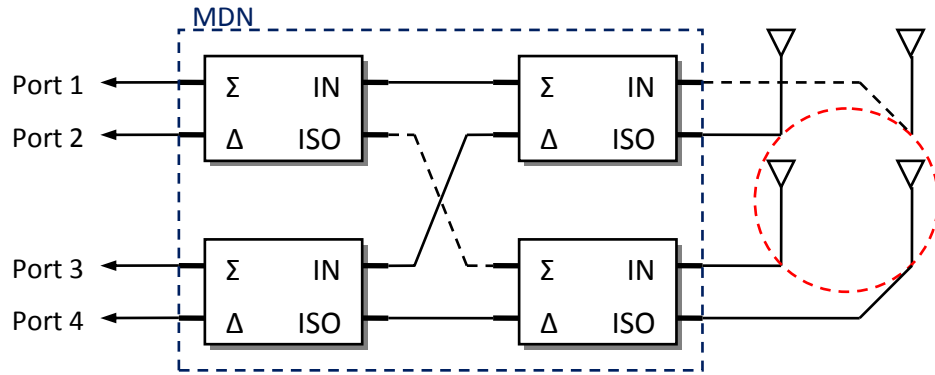 MDN
Port 1
Σ IN
Σ IN
Port 2
Δ ISO
Δ ISO
Port 3
Σ IN
Σ IN
Port 4
Δ ISO
Δ ISO